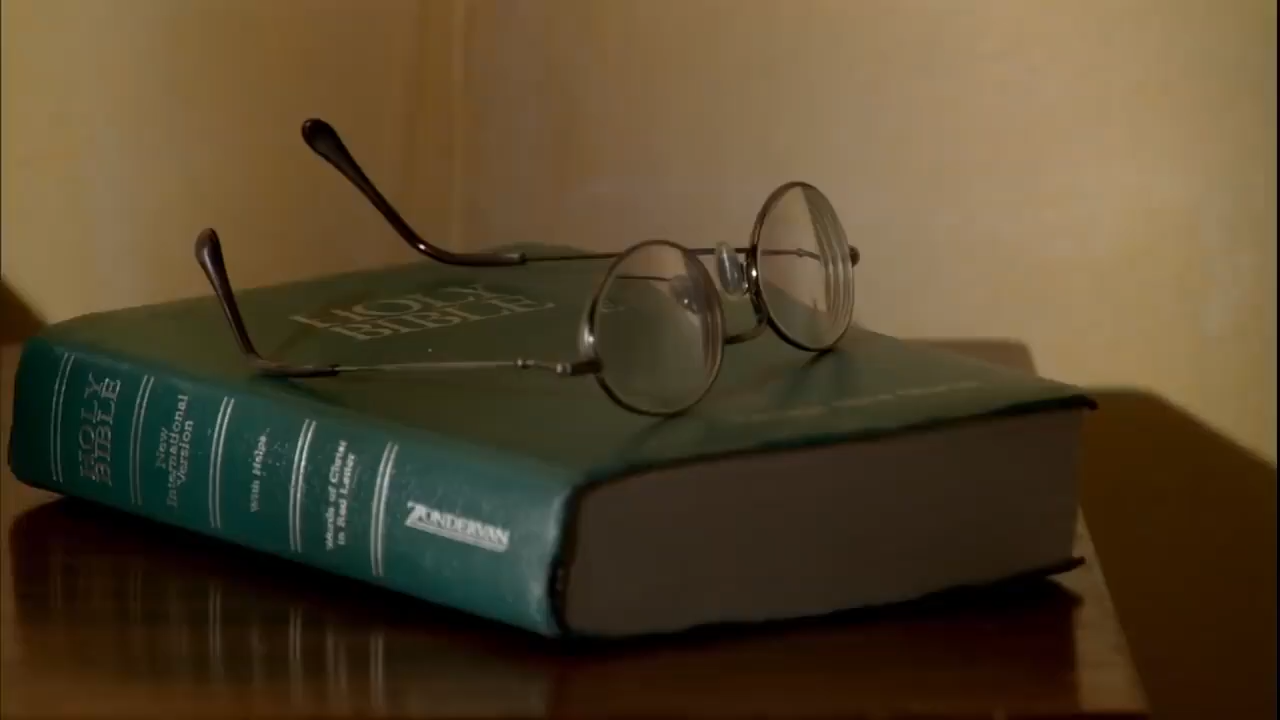 HOLY
BIBLE
HOLY
BIBLE
New
International
Version
With Helps
Words of Christ
in Red Letter
ZONDERVAN